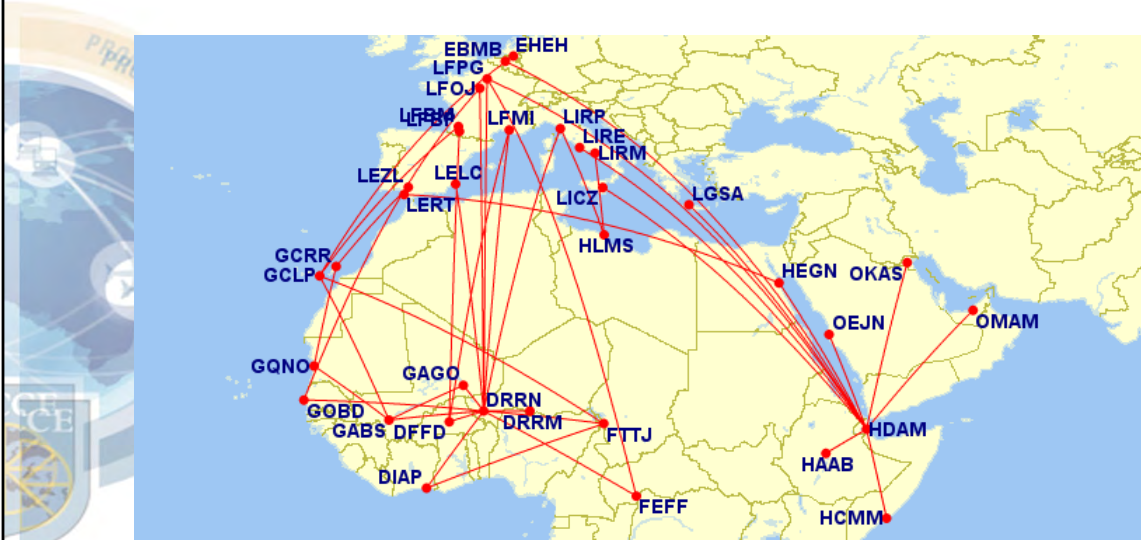 EHEH
EBMB
LFPG
LFOJ
LFBM
LFMI
LIRP
LIRE
LIRM
LEZL
LELC
LERT
LICZ
LGSA
HLMS
GCRR
GCLP
HEGN
OKAS
OEJN
OMAM
GQNO
GAGO
GOBD
GABS
DFFD
DRRN
DRRM
FTTJ
HDAM
HAAB
DIAP
FEFF
HCMM